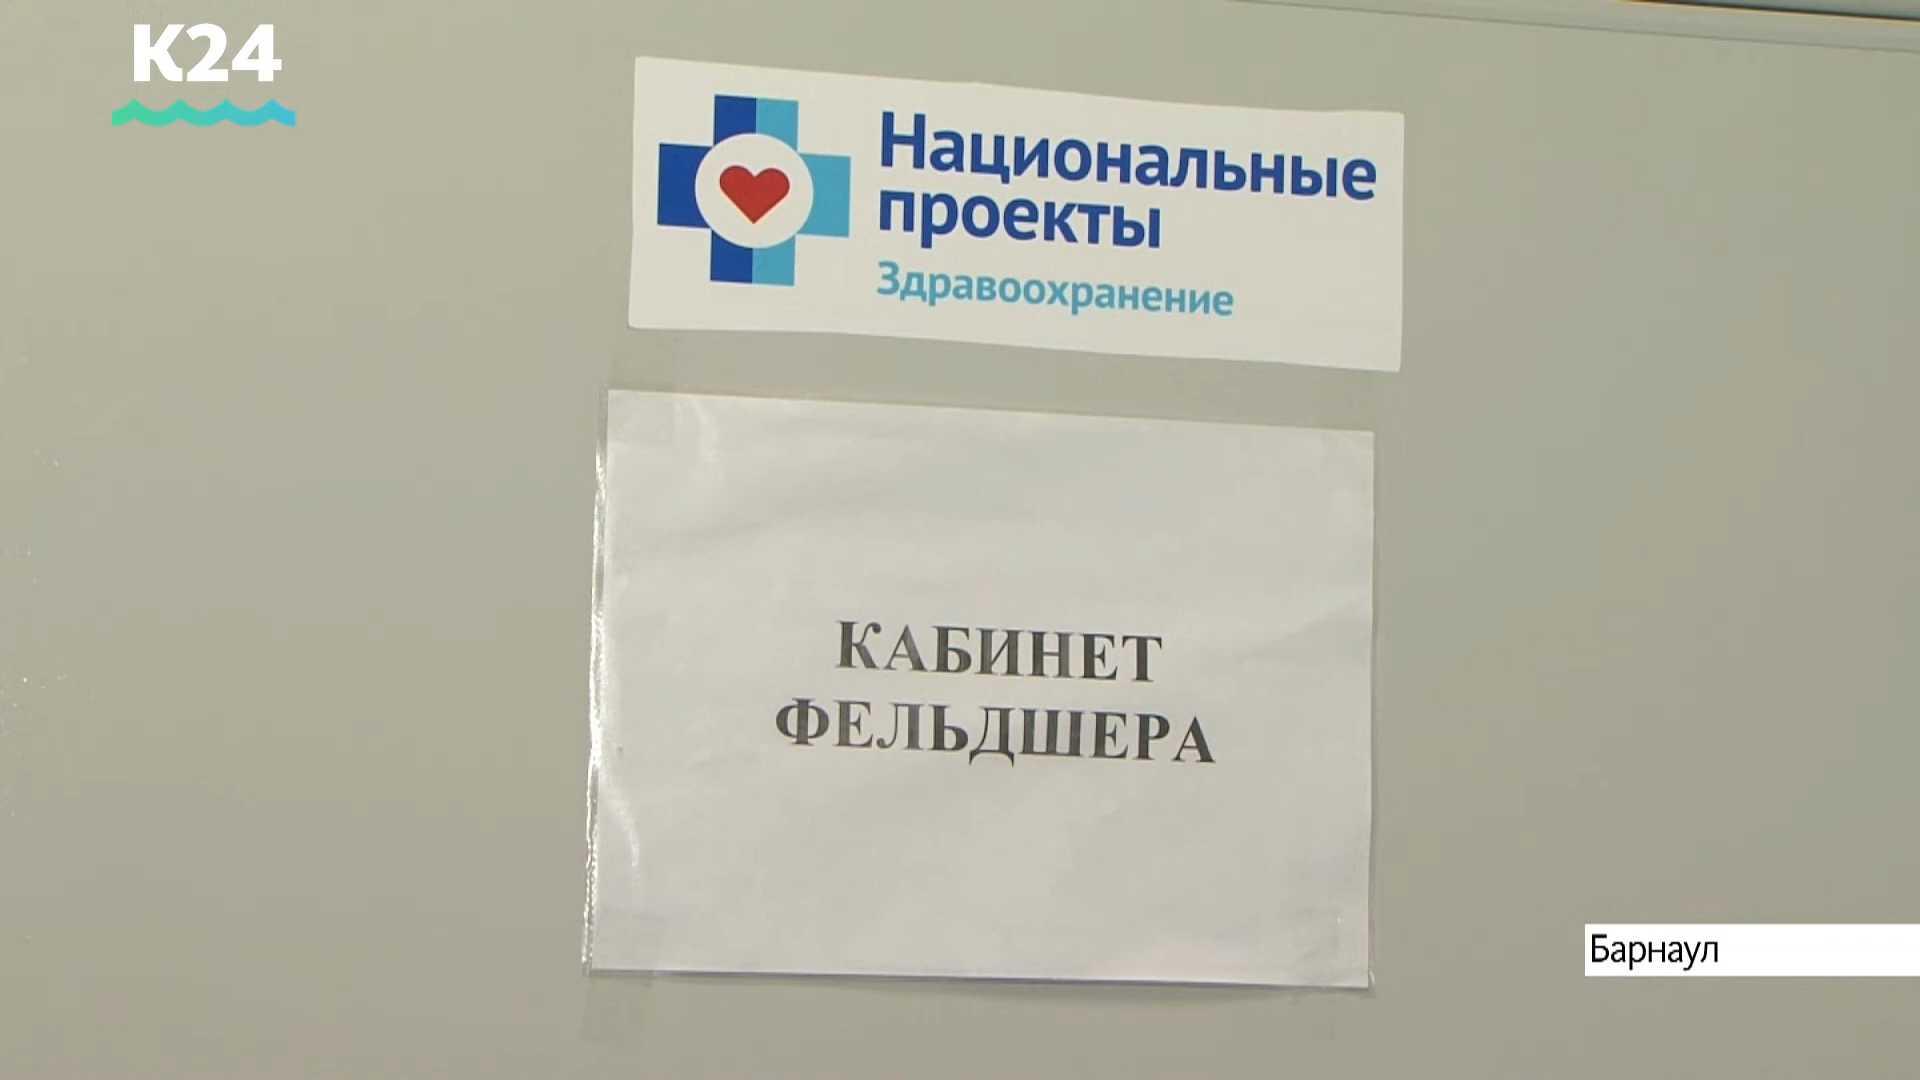 К24
Национальные
проекты
Здравоохранение
КАБИНЕТ
ФЕЛЬДШЕРА
Барнаул